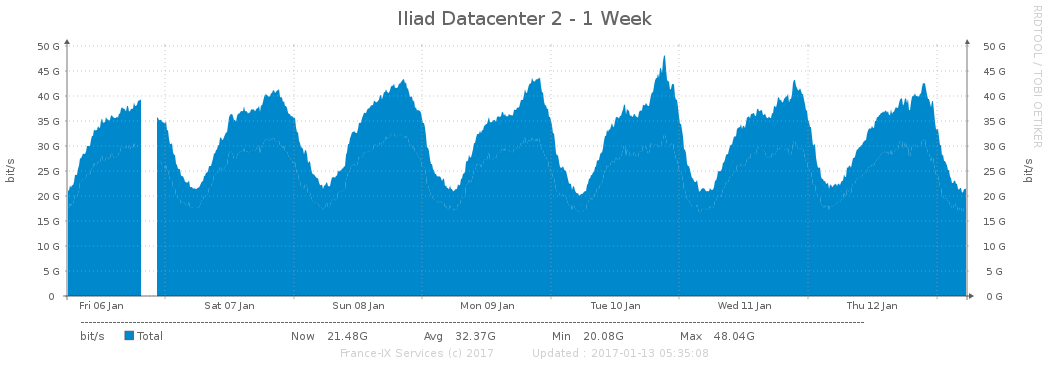 Iliad Datacenter 2 - 1 Week
RRDTOOL / TOBI OETIKER
50 G 50 G
45 G 45 G
40 G 40 G
35 G 35 G
30 G 30 G
25 G 25 G
20 G 20 G
15 G 15 G
10 G 10 G
5 G 5 G
0 0 G
bit/s bit/s
Fri 06 Jan Sat 07 Jan Sun 08 Jan Mon 09 Jan Tue 10 Jan Wed 11 Jan Thu 12 Jan
bit/s Total Now 21.48G Avg 32.37G Min 20.08G Max 48.04G
France-IX Services (c) 2017 Updated : 2017-01-13 05:35:08